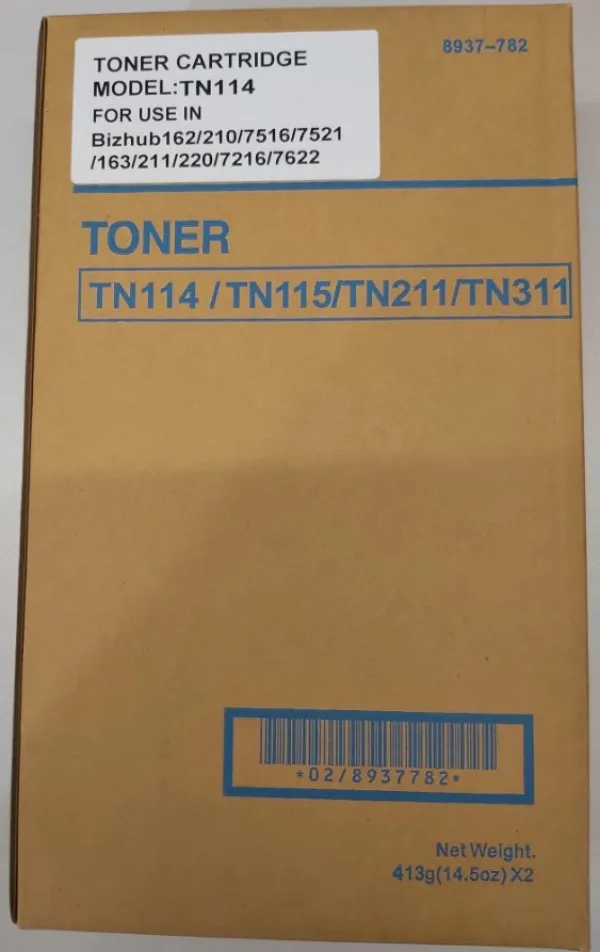 TONER CARTRIDGE
MODEL:TN114
FOR USE IN
Bizhub162/210/7516/7521
/163/211/220/7216/7622
8937-782
TONER
TN114 / TN115/TN211/TN311
*02/8937782*
Net Weight.
413g(14.5oz) X2